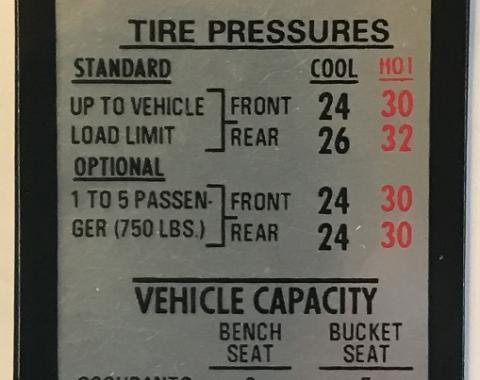 TIRE PRESSURES
STANDARD COOL HOT
UP TO VEHICLE FRONT 24 30
LOAD LIMIT REAR 26 32
OPTIONAL
1 TO 5 PASSEN- FRONT 24 30
GER (750 LBS.) REAR 24 30
VEHICLE CAPACITY
BENCH BUCKET
SEAT SEAT